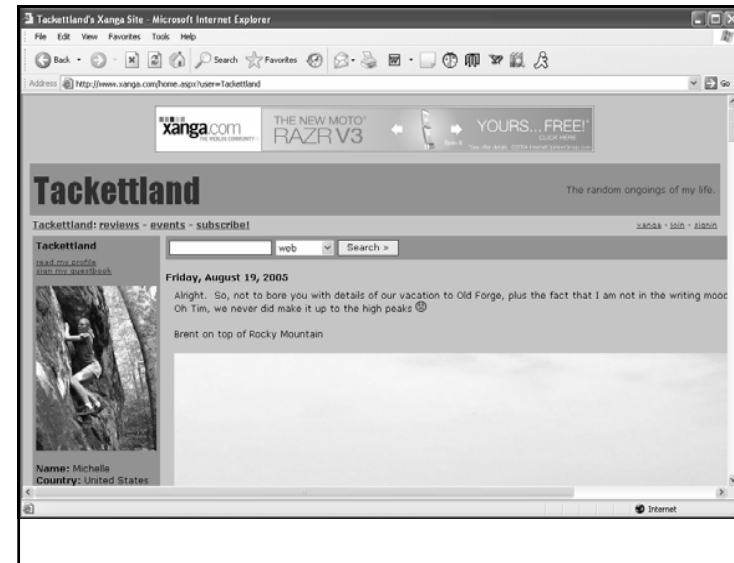 Tackettland's Xanga Site - Microsoft Internet Explorer
File Edit View Favorites Tools Help
Back Search Favorites
Address http://www.xanga.com/home.aspx?user=Tackettland Go
xanga.com THE NEW MOTO RAZR V3 YOURS... FREE!*
THE WEBLOG COMMUNITY CLICK HERE
Tackettland
The random ongoings of my life.
Tackettland: reviews - events - subscribe!
xanga - join - signin
Tackettland
read my profile
sign my guestbook
web Search »
Friday, August 19, 2005
Alright. So, not to bore you with details of our vacation to Old Forge, plus the fact that I am not in the writing mood
Oh Tim, we never did make it up to the high peaks
Brent on top of Rocky Mountain
Name: Michelle
Country: United States
Internet